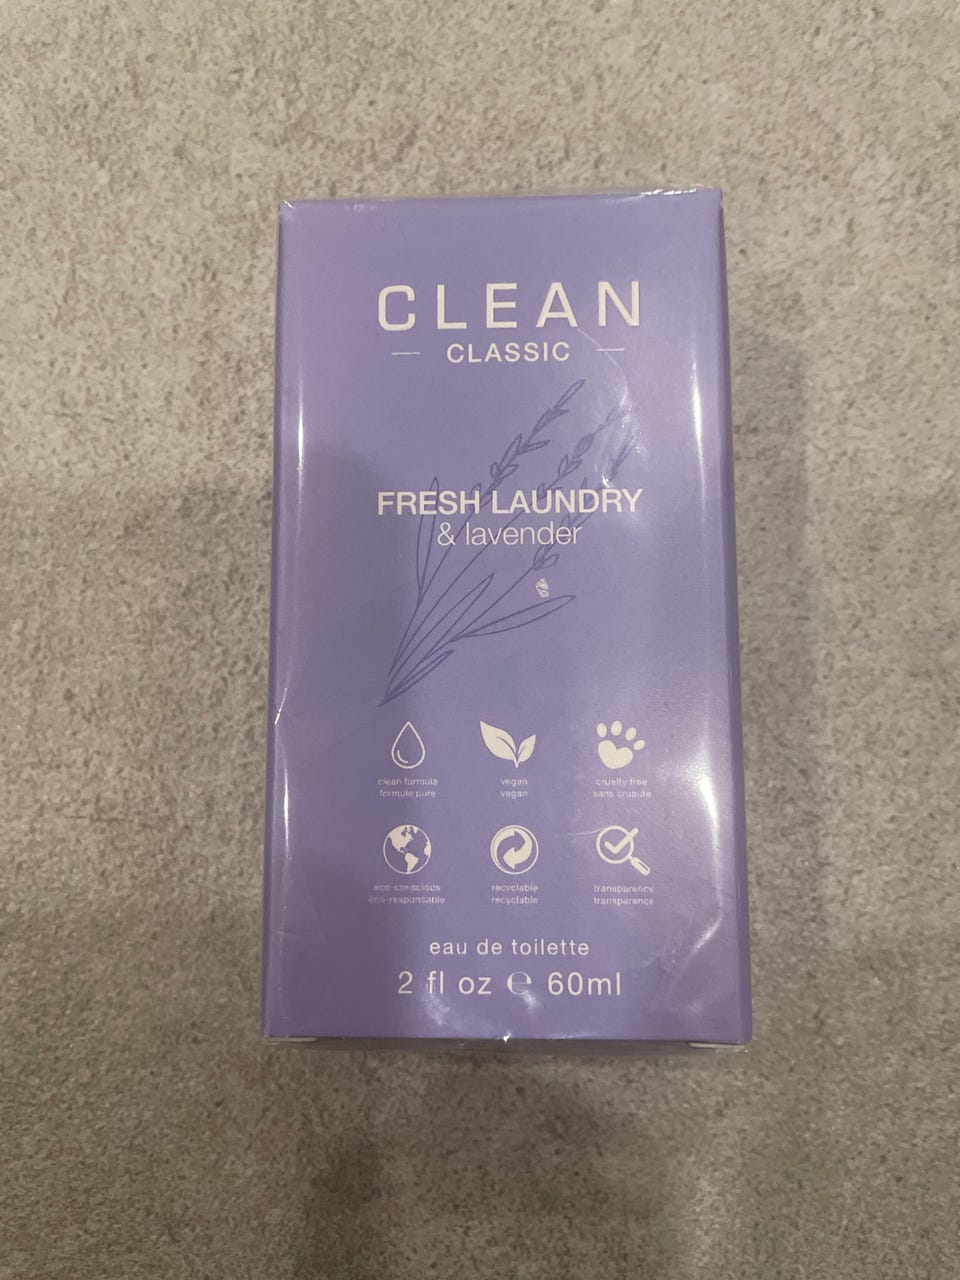 CLEAN
CLASSIC
FRESH LAUNDRY
& lavender
clean formula
formule pure
vegan
vegan
cruelty free
sans cruauté
eco-conscious
éco-responsable
recyclable
recyclable
transparency
transparence
eau de toilette
2 fl oz ℮ 60ml